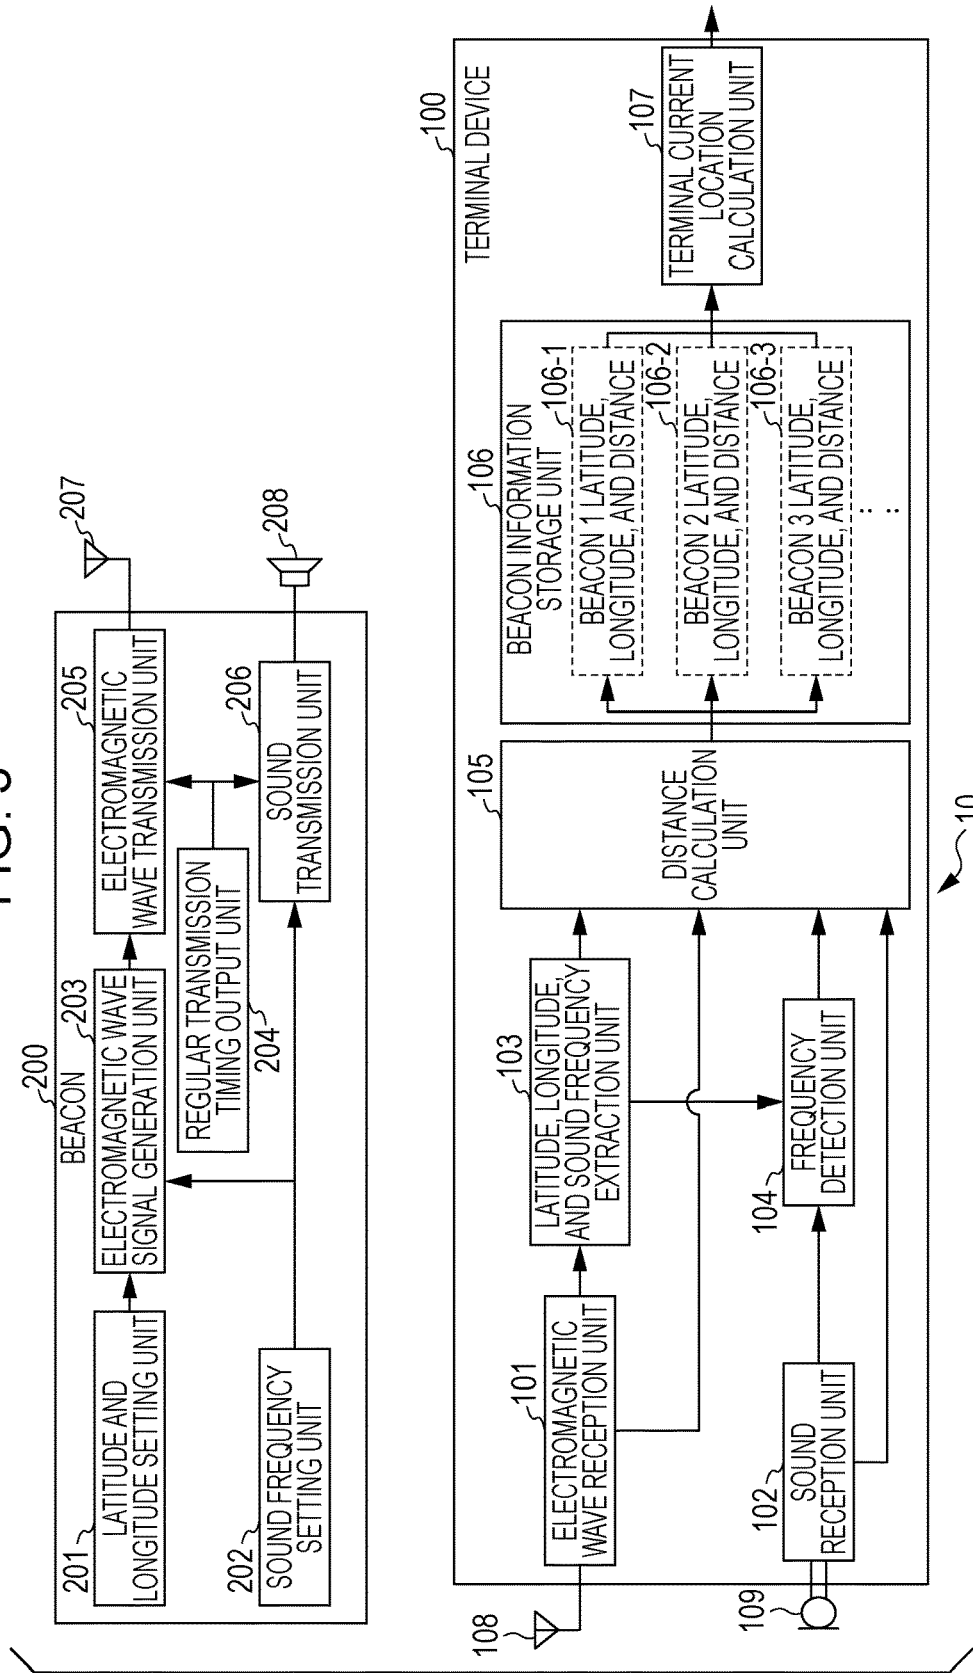 200
BEACON
201
LATITUDE AND
LONGITUDE SETTING UNIT
203
ELECTROMAGNETIC WAVE
SIGNAL GENERATION UNIT
205
ELECTROMAGNETIC
WAVE TRANSMISSION UNIT
207
REGULAR TRANSMISSION
TIMING OUTPUT UNIT
204
202
SOUND FREQUENCY
SETTING UNIT
206
SOUND
TRANSMISSION UNIT
208
100
TERMINAL DEVICE
108
101
ELECTROMAGNETIC
WAVE RECEPTION UNIT
103
LATITUDE, LONGITUDE,
AND SOUND FREQUENCY
EXTRACTION UNIT
109
102
SOUND
RECEPTION UNIT
104
FREQUENCY
DETECTION UNIT
105
DISTANCE
CALCULATION
UNIT
106
BEACON INFORMATION
STORAGE UNIT
106-1
BEACON 1 LATITUDE,
LONGITUDE, AND DISTANCE
106-2
BEACON 2 LATITUDE,
LONGITUDE, AND DISTANCE
106-3
BEACON 3 LATITUDE,
LONGITUDE, AND DISTANCE
107
TERMINAL CURRENT
LOCATION
CALCULATION UNIT
10